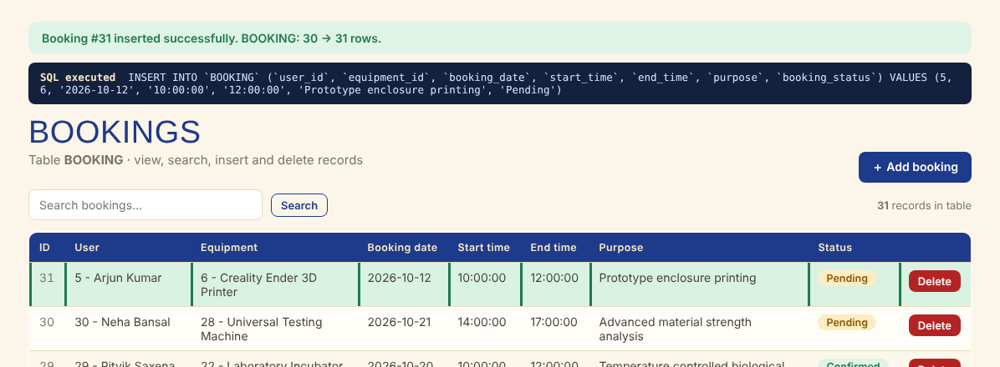 Booking #31 inserted successfully. BOOKING: 30 → 31 rows.
SQL executed INSERT INTO `BOOKING` (`user_id`, `equipment_id`, `booking_date`, `start_time`, `end_time`, `purpose`, `booking_status`) VALUES (5,
6, '2026-10-12', '10:00:00', '12:00:00', 'Prototype enclosure printing', 'Pending')
BOOKINGS
Table BOOKING · view, search, insert and delete records
+ Add booking
Search bookings...
Search
31 records in table
ID User Equipment Booking date Start time End time Purpose Status
31 5 - Arjun Kumar 6 - Creality Ender 3D 2026-10-12 10:00:00 12:00:00 Prototype enclosure printing Pending Delete
Printer
30 30 - Neha Bansal 28 - Universal Testing 2026-10-21 14:00:00 17:00:00 Advanced material strength Pending Delete
Machine analysis
29 29 - Ritvik Saxena 22 - Laboratory Incubator 2026-10-20 10:00:00 12:00:00 Temperature controlled biological Confirmed Delete